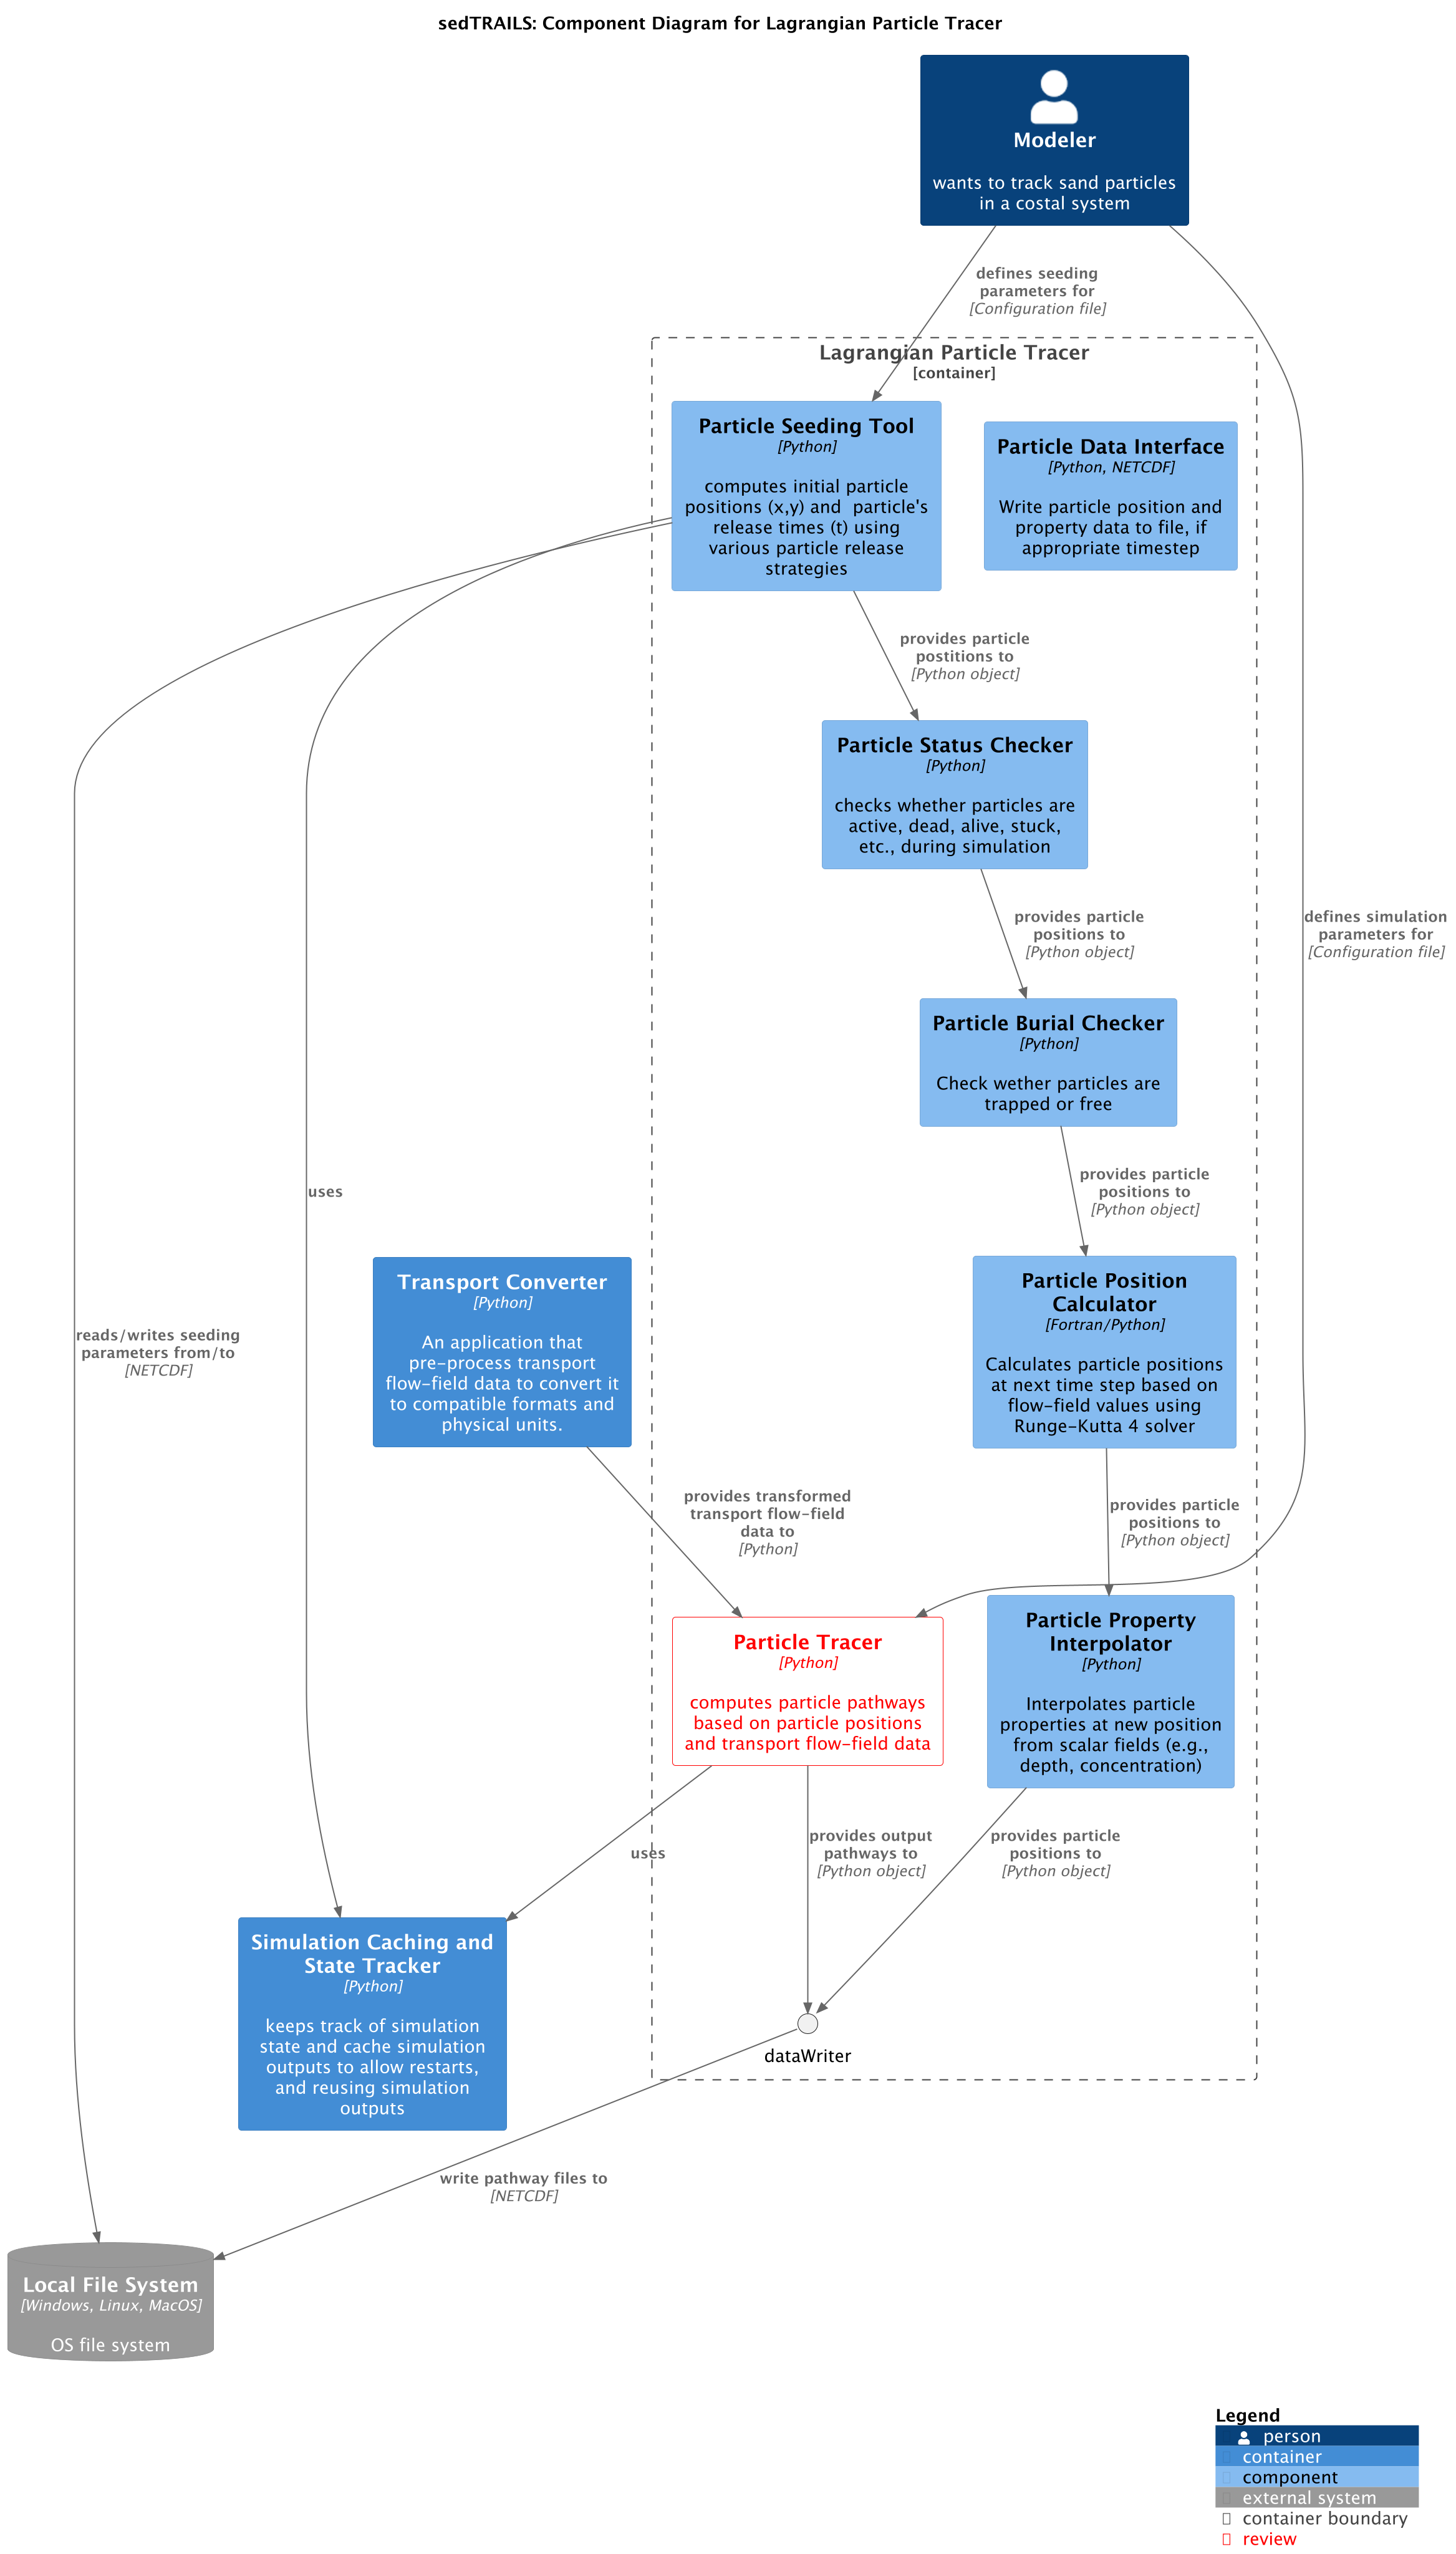 sedTRAILS: Component Diagram for Lagrangian Particle Tracer
Modeler
wants to track sand particles
in a costal system
defines seeding
parameters for
[Configuration file]
Lagrangian Particle Tracer
[container]
Particle Seeding Tool
[Python]
computes initial particle
positions (x,y) and  particle's
release times (t) using
various particle release
strategies
Particle Data Interface
[Python, NETCDF]
Write particle position and
property data to file, if
appropriate timestep
provides particle
postitions to
[Python object]
Particle Status Checker
[Python]
checks whether particles are
active, dead, alive, stuck,
etc., during simulation
provides particle
positions to
[Python object]
defines simulation
parameters for
[Configuration file]
Particle Burial Checker
[Python]
Check wether particles are
trapped or free
provides particle
positions to
[Python object]
uses
Transport Converter
[Python]
An application that
pre-process transport
flow-field data to convert it
to compatible formats and
physical units.
Particle Position
Calculator
[Fortran/Python]
Calculates particle positions
at next time step based on
flow-field values using
Runge-Kutta 4 solver
reads/writes seeding
parameters from/to
[NETCDF]
provides transformed
transport flow-field
data to
[Python]
provides particle
positions to
[Python object]
Particle Tracer
[Python]
computes particle pathways
based on particle positions
and transport flow-field data
Particle Property
Interpolator
[Python]
Interpolates particle
properties at new position
from scalar fields (e.g.,
depth, concentration)
uses
provides output
pathways to
[Python object]
provides particle
positions to
[Python object]
Simulation Caching and
State Tracker
[Python]
keeps track of simulation
state and cache simulation
outputs to allow restarts,
and reusing simulation
outputs
dataWriter
write pathway files to
[NETCDF]
Local File System
[Windows, Linux, MacOS]
OS file system
Legend
person
container
component
external system
container boundary
review